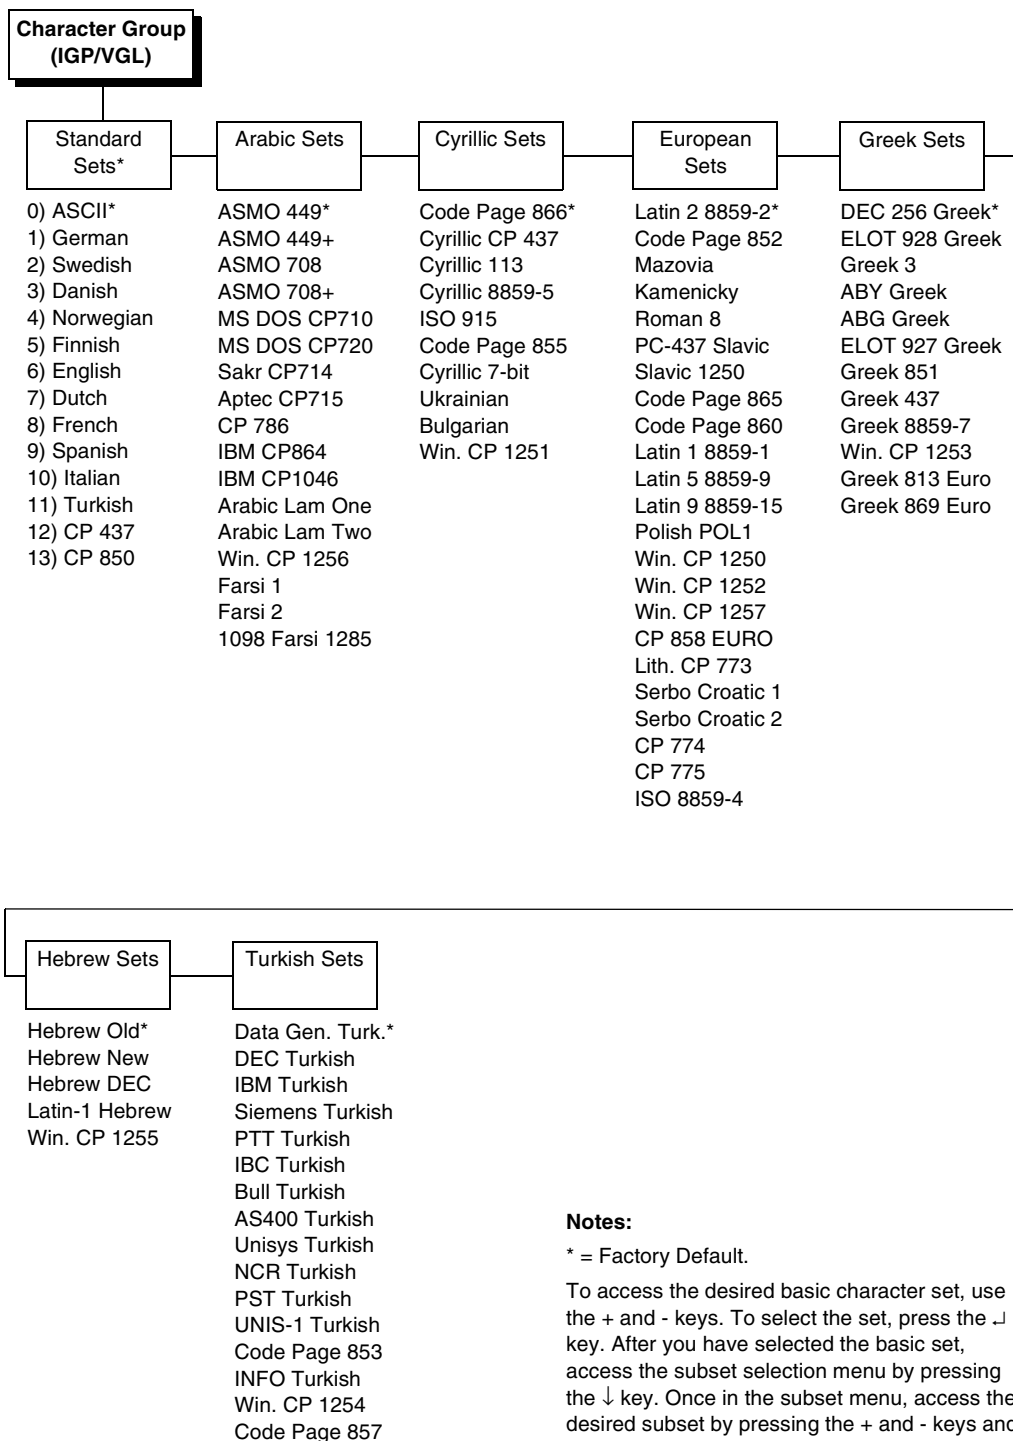 Character Group
(IGP/VGL)
Standard
Sets*
0) ASCII*
1) German
2) Swedish
3) Danish
4) Norwegian
5) Finnish
6) English
7) Dutch
8) French
9) Spanish
10) Italian
11) Turkish
12) CP 437
13) CP 850
Arabic Sets
ASMO 449*
ASMO 449+
ASMO 708
ASMO 708+
MS DOS CP710
MS DOS CP720
Sakr CP714
Aptec CP715
CP 786
IBM CP864
IBM CP1046
Arabic Lam One
Arabic Lam Two
Win. CP 1256
Farsi 1
Farsi 2
1098 Farsi 1285
Cyrillic Sets
Code Page 866*
Cyrillic CP 437
Cyrillic 113
Cyrillic 8859-5
ISO 915
Code Page 855
Cyrillic 7-bit
Ukrainian
Bulgarian
Win. CP 1251
European
Sets
Latin 2 8859-2*
Code Page 852
Mazovia
Kamenicky
Roman 8
PC-437 Slavic
Slavic 1250
Code Page 865
Code Page 860
Latin 1 8859-1
Latin 5 8859-9
Latin 9 8859-15
Polish POL1
Win. CP 1250
Win. CP 1252
Win. CP 1257
CP 858 EURO
Lith. CP 773
Serbo Croatic 1
Serbo Croatic 2
CP 774
CP 775
ISO 8859-4
Greek Sets
DEC 256 Greek*
ELOT 928 Greek
Greek 3
ABY Greek
ABG Greek
ELOT 927 Greek
Greek 851
Greek 437
Greek 8859-7
Win. CP 1253
Greek 813 Euro
Greek 869 Euro
Hebrew Sets
Hebrew Old*
Hebrew New
Hebrew DEC
Latin-1 Hebrew
Win. CP 1255
Turkish Sets
Data Gen. Turk.*
DEC Turkish
IBM Turkish
Siemens Turkish
PTT Turkish
IBC Turkish
Bull Turkish
AS400 Turkish
Unisys Turkish
NCR Turkish
PST Turkish
UNIS-1 Turkish
Code Page 853
INFO Turkish
Win. CP 1254
Code Page 857
Notes:
* = Factory Default.
To access the desired basic character set, use
the + and - keys. To select the set, press the ↵
key. After you have selected the basic set,
access the subset selection menu by pressing
the ↓ key. Once in the subset menu, access the
desired subset by pressing the + and - keys and